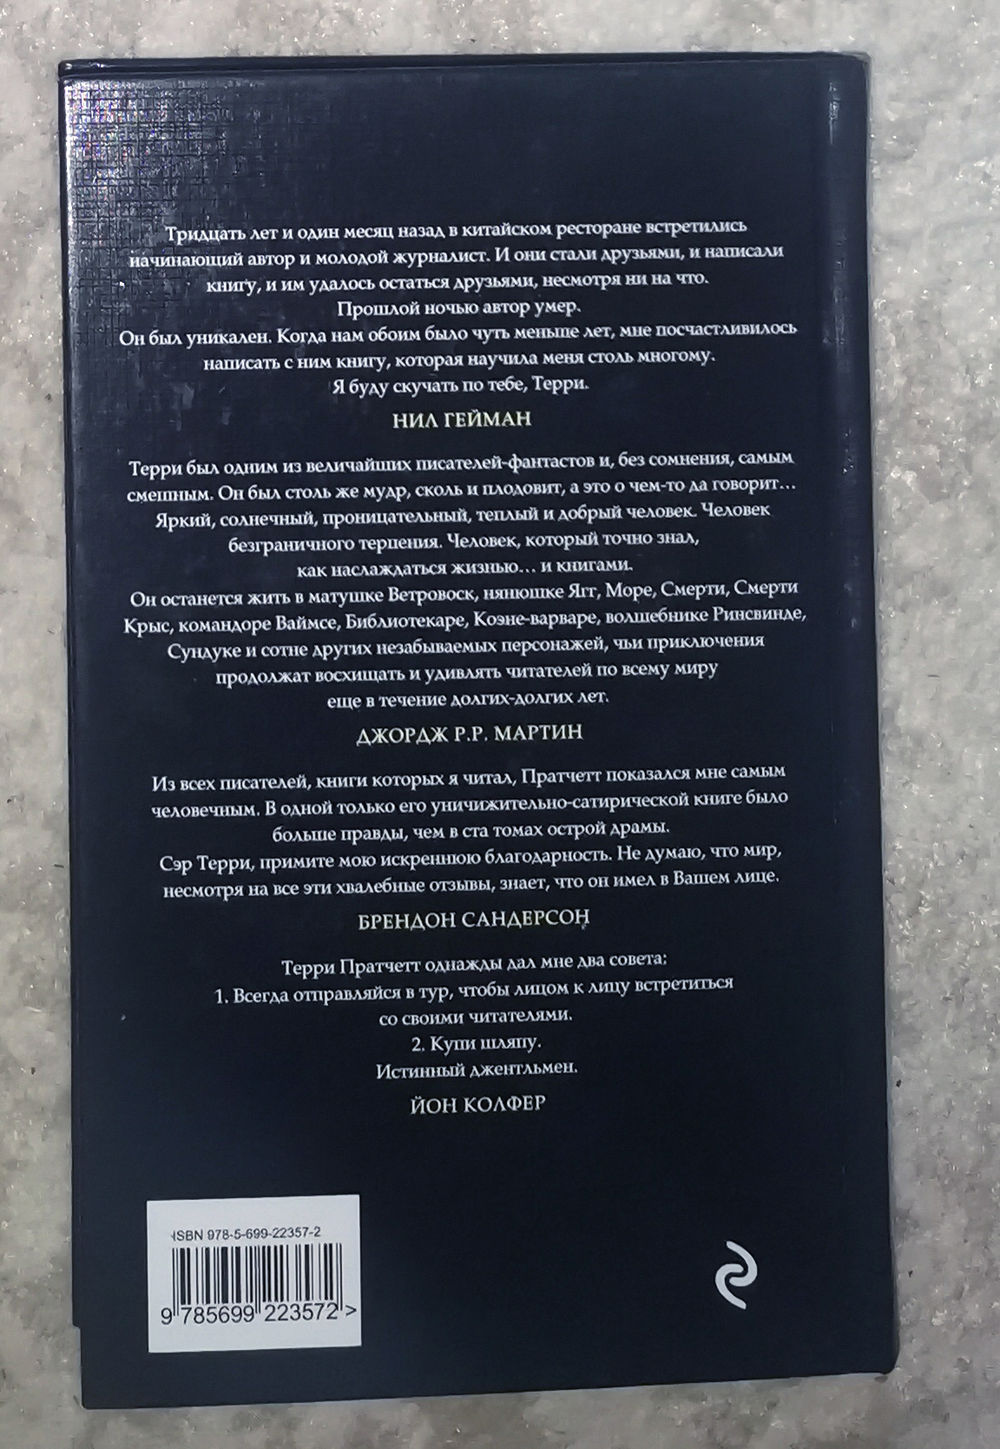 Тридцать лет и один месяц назад в китайском ресторане встретились
начинающий автор и молодой журналист. И они стали друзьями, и написали
книгу, и им удалось остаться друзьями, несмотря ни на что.
Прошлой ночью автор умер.
Он был уникален. Когда нам обоим было чуть меньше лет, мне посчастливилось
написать с ним книгу, которая научила меня столь многому.
Я буду скучать по тебе, Терри.
НИЛ ГЕЙМАН
Терри был одним из величайших писателей-фантастов и, без сомнения, самым
смешным. Он был столь же мудр, сколь и плодовит, а это о чем-то да говорит...
Яркий, солнечный, проницательный, теплый и добрый человек. Человек
безграничного терпения. Человек, который точно знал,
как наслаждаться жизнью... и книгами.
Он останется жить в матушке Ветровоск, нянюшке Ягг, Море, Смерти, Смерти
Крыс, командоре Ваймсе, Библиотекаре, Коэне-варваре, волшебнике Ринсвинде,
Сундуке и сотне других незабываемых персонажей, чьи приключения
продолжат восхищать и удивлять читателей по всему миру
еще в течение долгих-долгих лет.
ДЖОРДЖ Р.Р. МАРТИН
Из всех писателей, книги которых я читал, Пратчетт показался мне самым
человечным. В одной только его уничижительно-сатирической книге было
больше правды, чем в ста томах острой драмы.
Сэр Терри, примите мою искреннюю благодарность. Не думаю, что мир,
несмотря на все эти хвалебные отзывы, знает, что он имел в Вашем лице.
БРЕНДОН САНДЕРСОН
Терри Пратчетт однажды дал мне два совета:
1. Всегда отправляйся в тур, чтобы лицом к лицу встретиться
со своими читателями.
2. Купи шляпу.
Истинный джентльмен.
ЙОН КОЛФЕР
ISBN 978-5-699-22357-2
9 785699 223572 >